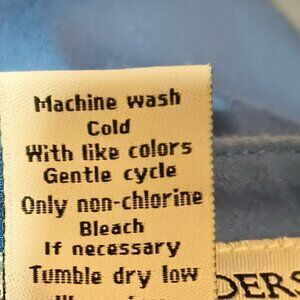 Machine wash
Cold
With like colors
Gentle cycle
Only non-chlorine
Bleach
If necessary
Tumble dry low
DERS